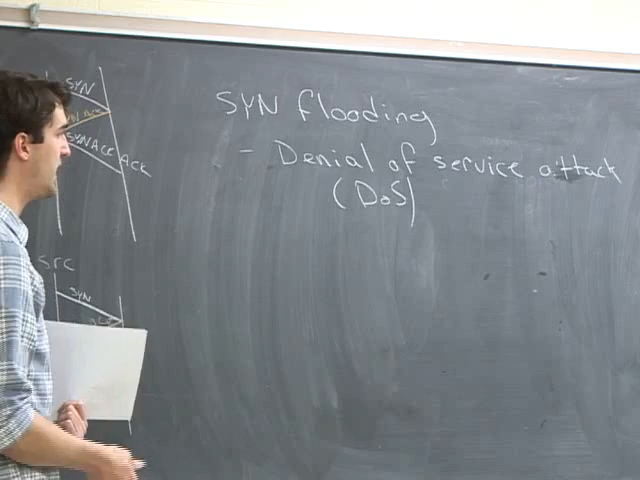 SYN flooding
- Denial of service attack
(DoS)
SYN
SYN ACK
SYN ACK ACK
src
SYN